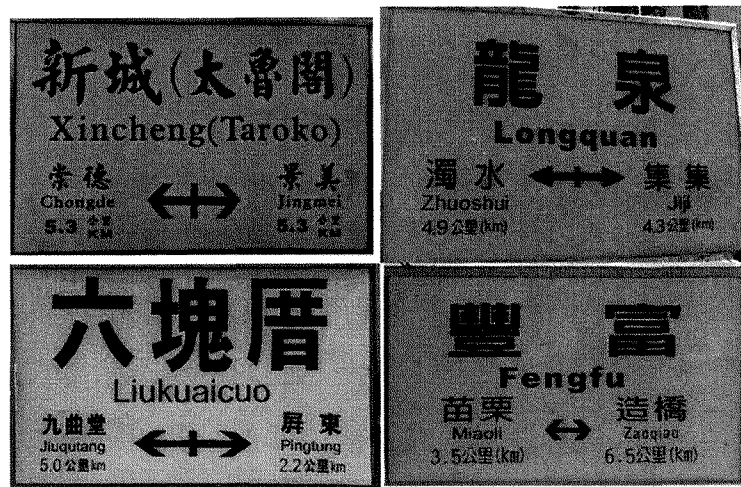 新城(太魯閣)
Xincheng(Taroko)
崇德 景美
Chongde Jingmei
5.3 公里 KM 5.3 公里 KM
龍泉
Longquan
濁水 集集
Zhuoshui Jiji
4.9公里(km) 4.3公里(km)
六塊厝
Liukuaicuo
九曲堂 屏東
Jiuqutang Pingtung
5.0公里km 2.2公里km
豐富
Fengfu
苗栗 造橋
Miaoli Zaoqiao
3.5公里(km) 6.5公里(km)